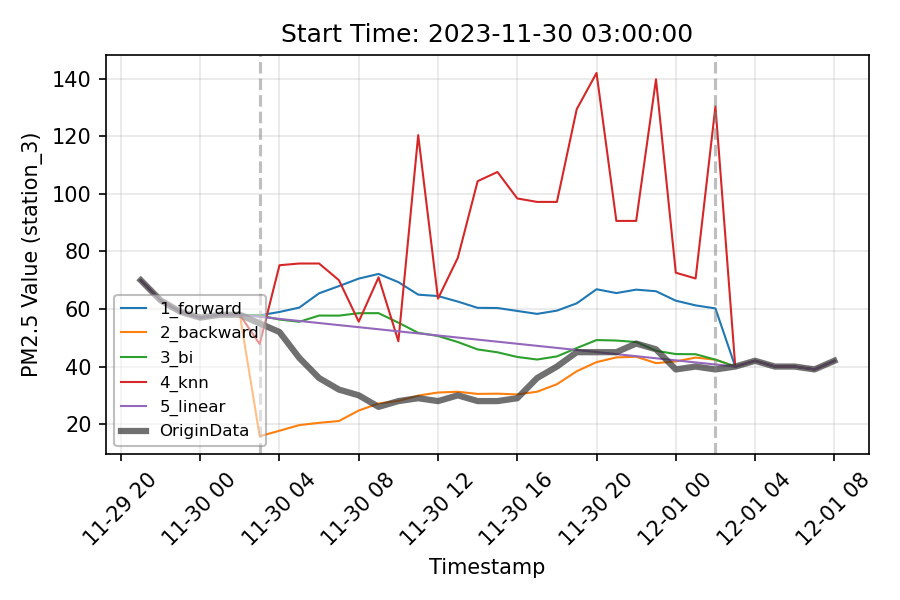 Start Time: 2023-11-30 03:00:00
PM2.5 Value (station_3)
140
120
100
80
60
40
20
1_forward
2_backward
3_bi
4_knn
5_linear
OriginData
11-29 20
11-30 00
11-30 04
11-30 08
11-30 12
11-30 16
11-30 20
12-01 00
12-01 04
12-01 08
Timestamp